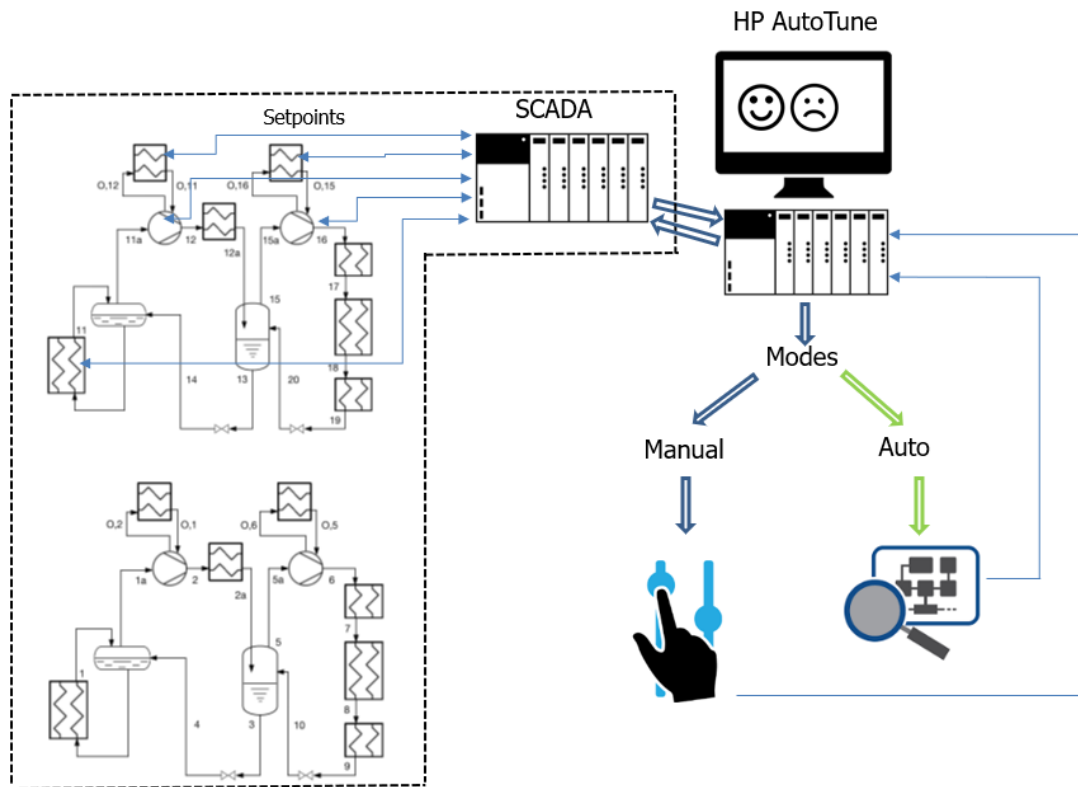 HP AutoTune
SCADA
Setpoints
O,12
O,11
O,16
O,15
11a
12
12a
15a
16
17
15
11
18
14
13
20
19
Modes
Manual
Auto
O,2
O,1
O,6
O,5
1a
2
2a
5a
6
7
5
1
8
4
3
10
9